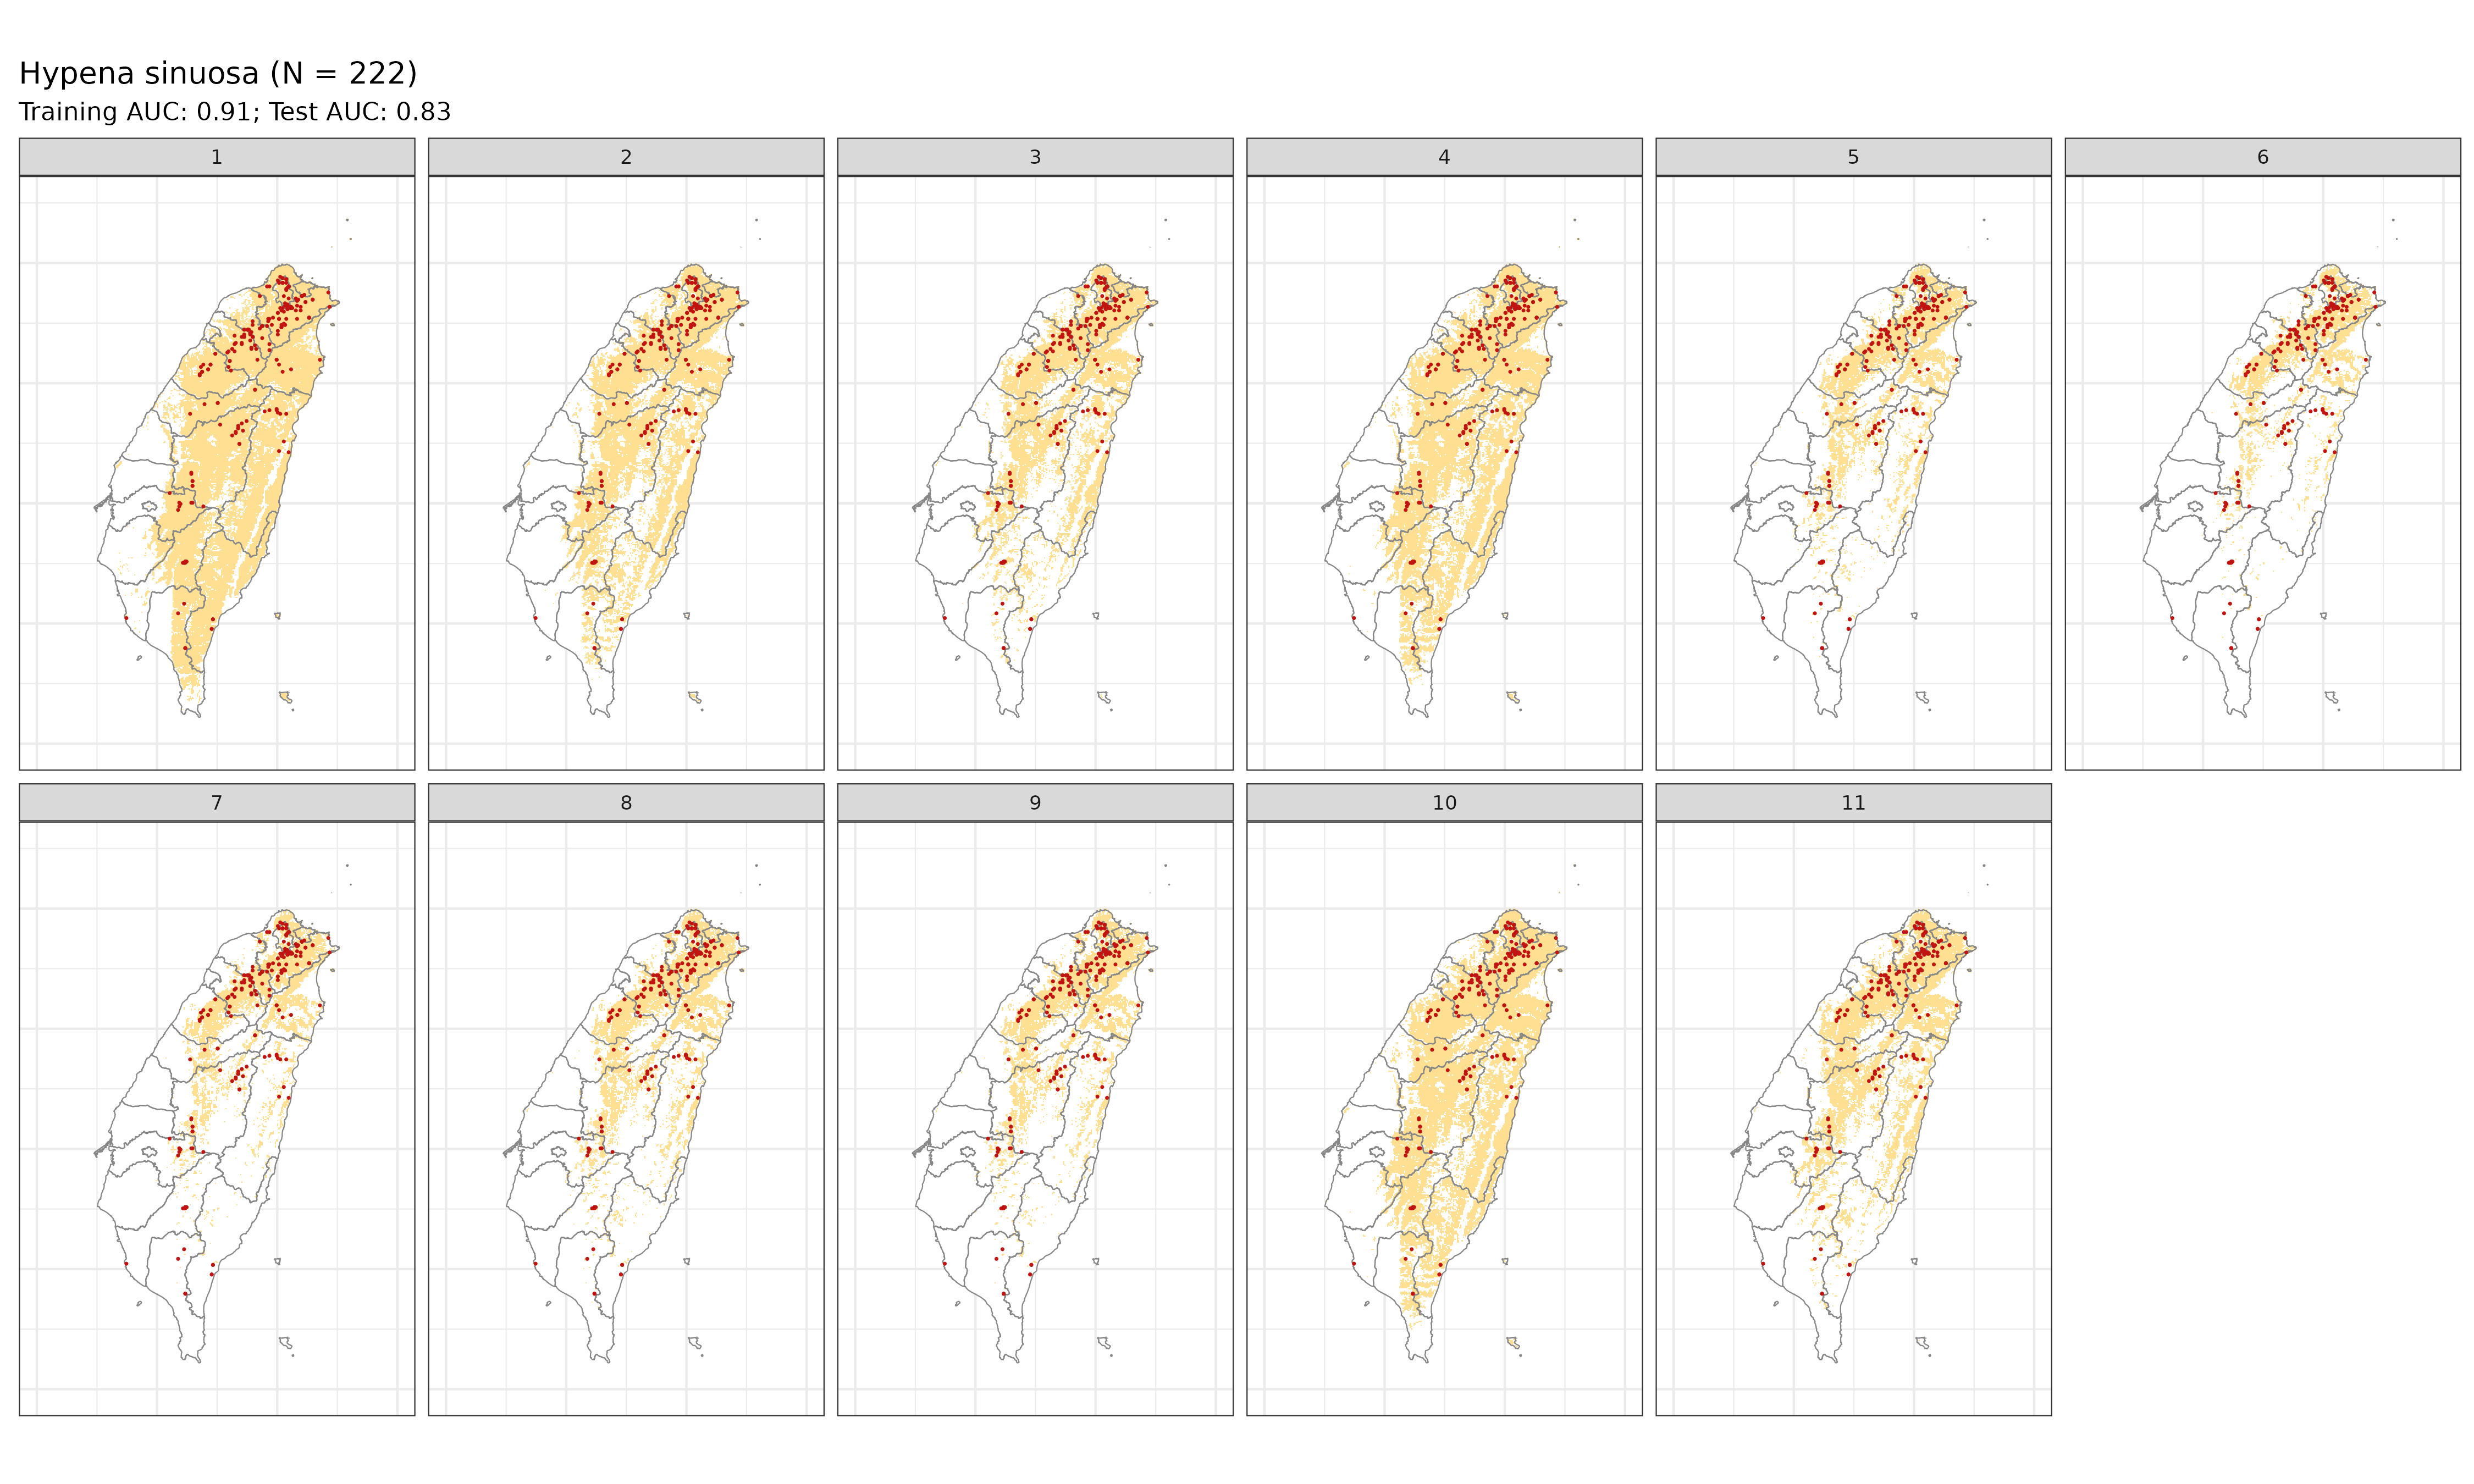 Hypena sinuosa (N = 222)
Training AUC: 0.91; Test AUC: 0.83
1 2 3 4 5 6
7 8 9 10 11